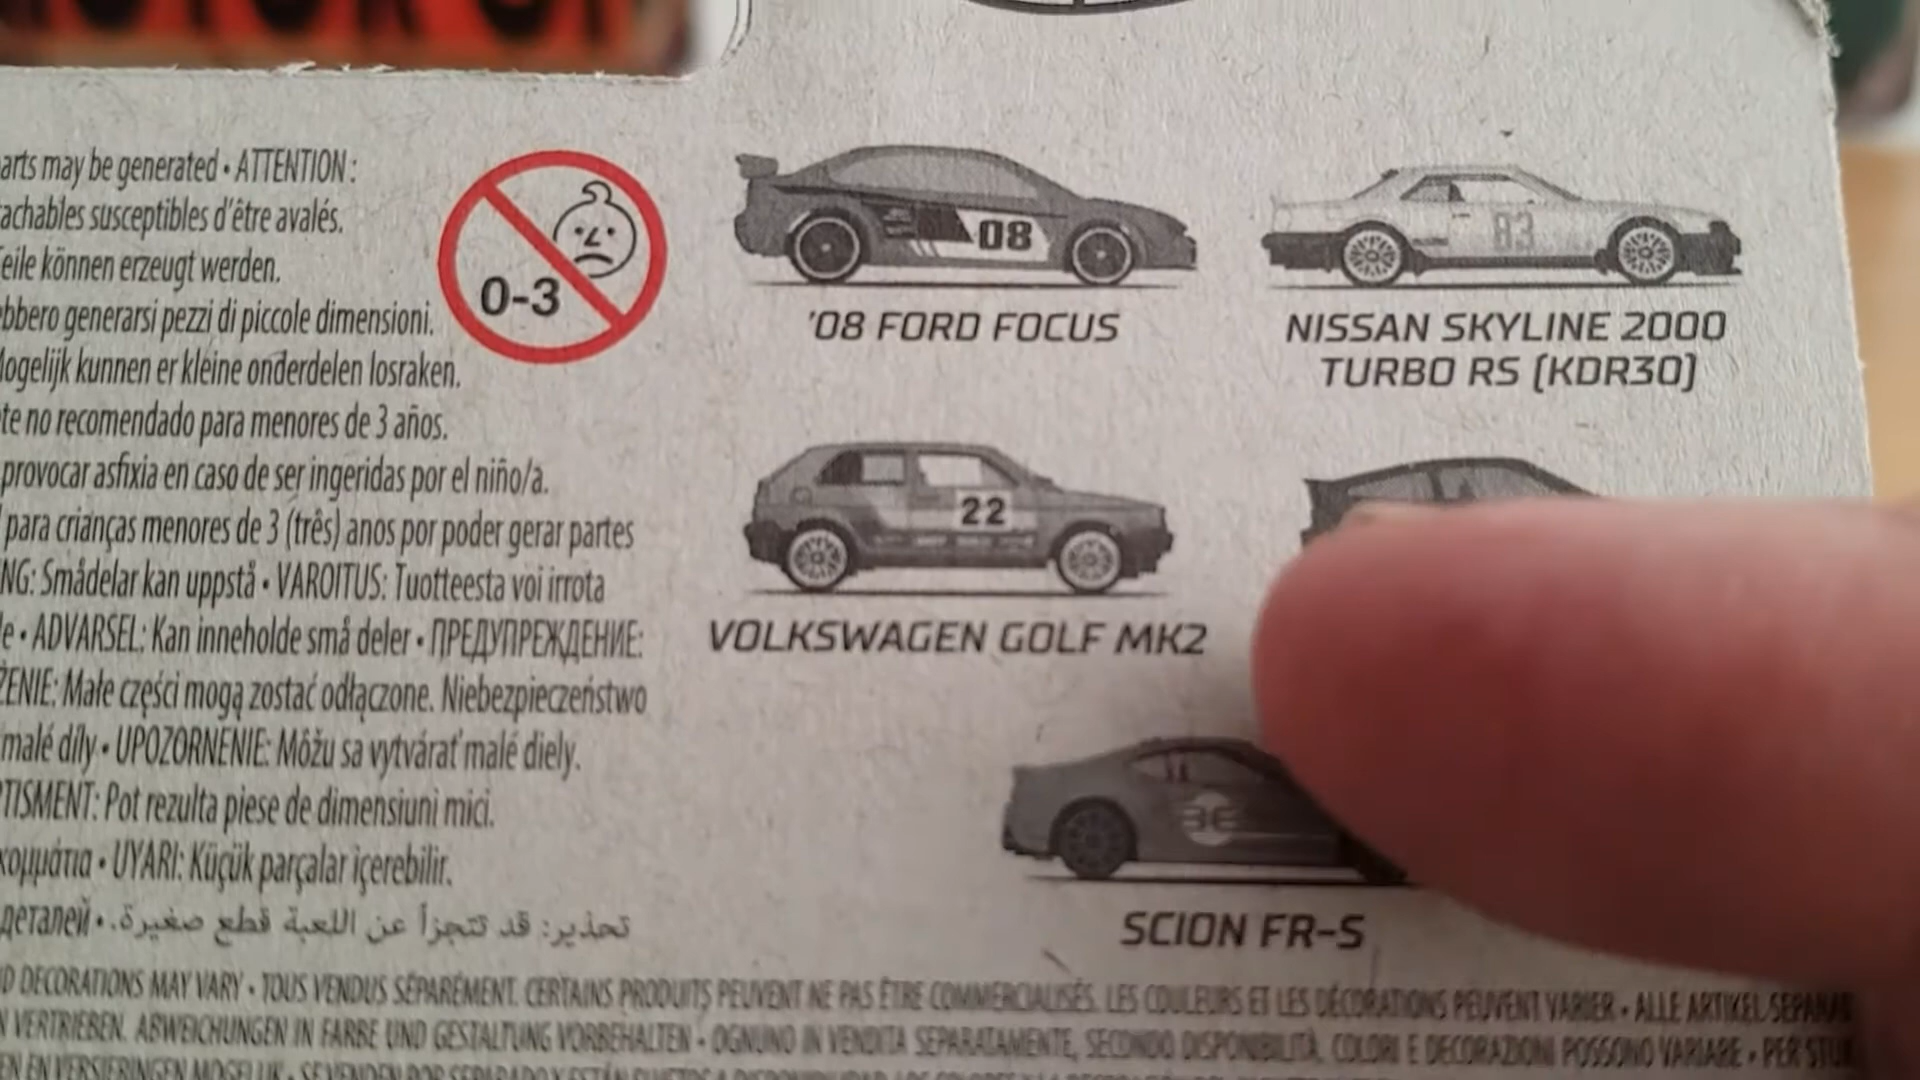 arts may be generated • ATTENTION :
achables susceptibles d'être avalés.
eile können erzeugt werden.
bbero generarsi pezzi di piccole dimensioni.
Mogelijk kunnen er kleine onderdelen losraken.
te no recomendado para menores de 3 años.
provocar asfixia en caso de ser ingeridas por el niño/a.
para crianças menores de 3 (três) anos por poder gerar partes
NG: Smådelar kan uppstå • VAROITUS: Tuotteesta voi irrota
le • ADVARSEL: Kan inneholde små deler • ПРЕДУПРЕЖДЕНИЕ:
ŻENIE: Małe części mogą zostać odłączone. Niebezpieczeństwo
malé díly • UPOZORNENIE: Môžu sa vytvárať malé diely.
TISMENT: Pot rezulta piese de dimensiuni mici.
κομμάτια • UYARI: Küçük parçalar içerebilir.
деталей • تحذير: قد تتجزأ عن اللعبة قطع صغيرة.
0-3
08
'08 FORD FOCUS
83
NISSAN SKYLINE 2000
TURBO RS (KDR30)
22
VOLKSWAGEN GOLF MK2
SCION FR-S
D DECORATIONS MAY VARY • TOUS VENDUS SÉPARÉMENT. CERTAINS PRODUITS PEUVENT NE PAS ÊTRE COMMERCIALISÉS. LES COULEURS ET LES DÉCORATIONS PEUVENT VARIER • ALLE ARTIKEL SEPARAT
N VERTRIEBEN. ABWEICHUNGEN IN FARBE UND GESTALTUNG VORBEHALTEN • OGNUNO IN VENDITA SEPARATAMENTE, SECONDO DISPONIBILITÀ. COLORI E DECORAZIONI POSSONO VARIARE • PER STUK
EN EN VERSIERINGEN MOGELIJK •